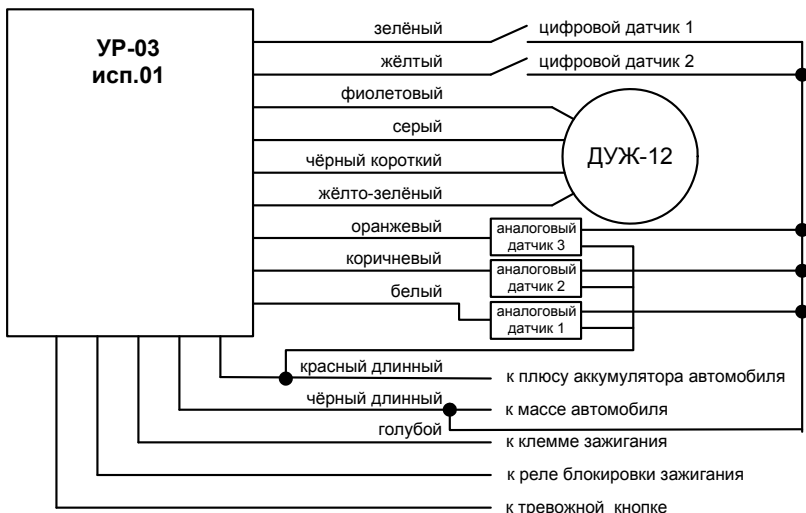 УР-03
исп.01
зелёный
цифровой датчик 1
жёлтый
цифровой датчик 2
фиолетовый
серый
ДУЖ-12
чёрный короткий
жёлто-зелёный
оранжевый
аналоговый
датчик 3
коричневый
аналоговый
датчик 2
белый
аналоговый
датчик 1
красный длинный
к плюсу аккумулятора автомобиля
чёрный длинный
к массе автомобиля
голубой
к клемме зажигания
к реле блокировки зажигания
к тревожной кнопке